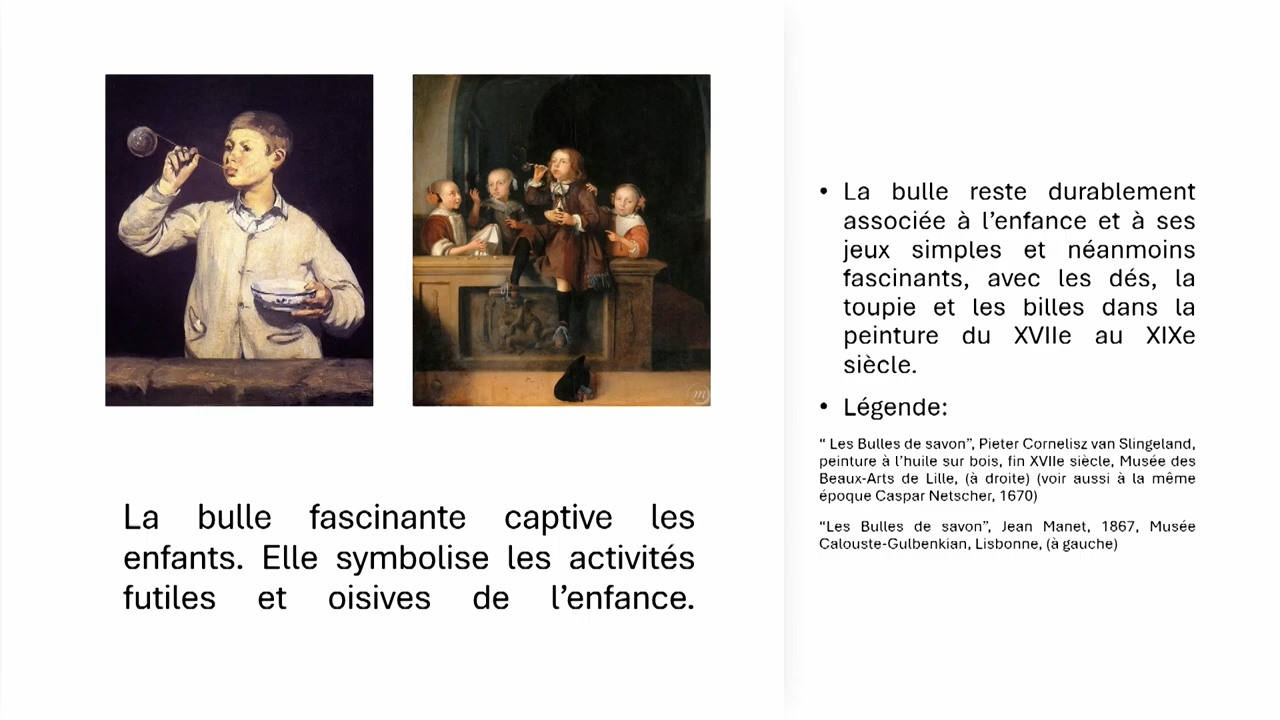 La bulle fascinante captive les
enfants. Elle symbolise les activités
futiles et oisives de l’enfance.
• La bulle reste durablement
associée à l’enfance et à ses
jeux simples et néanmoins
fascinants, avec les dés, la
toupie et les billes dans la
peinture du XVIIe au XIXe
siècle.
• Légende:
“ Les Bulles de savon”, Pieter Cornelisz van Slingeland,
peinture à l’huile sur bois, fin XVIIe siècle, Musée des
Beaux-Arts de Lille, (à droite) (voir aussi à la même
époque Caspar Netscher, 1670)
“Les Bulles de savon”, Jean Manet, 1867, Musée
Calouste-Gulbenkian, Lisbonne, (à gauche)
m